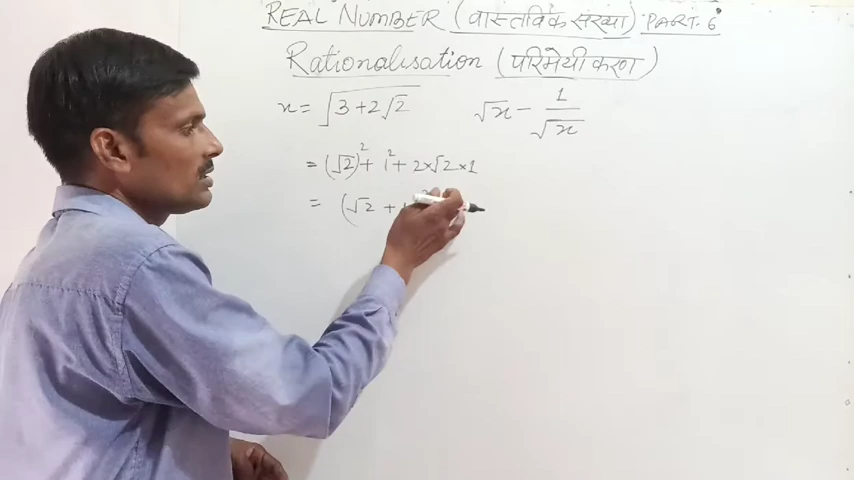 REAL NUMBER (वास्तविक संख्या) PART-6
Rationalisation (परिमेयीकरण)
x = √3+2√2 √x - 1/√x
= (√2)² + 1² + 2×√2×1
= (√2 +